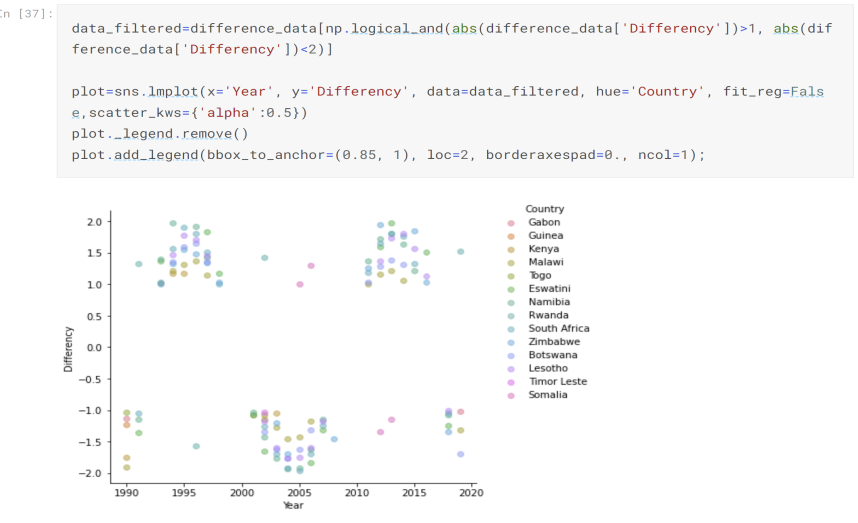 In [37]:
data_filtered=difference_data[np.logical_and(abs(difference_data['Differency'])>1, abs(dif
ference_data['Differency'])<2)]
plot=sns.lmplot(x='Year', y='Differency', data=data_filtered, hue='Country', fit_reg=Fals
e,scatter_kws={'alpha':0.5})
plot._legend.remove()
plot.add_legend(bbox_to_anchor=(0.85, 1), loc=2, borderaxespad=0., ncol=1);
Differency
2.0
1.5
1.0
0.5
0.0
−0.5
−1.0
−1.5
−2.0
1990 1995 2000 2005 2010 2015 2020
Year
Country
Gabon
Guinea
Kenya
Malawi
Togo
Eswatini
Namibia
Rwanda
South Africa
Zimbabwe
Botswana
Lesotho
Timor Leste
Somalia